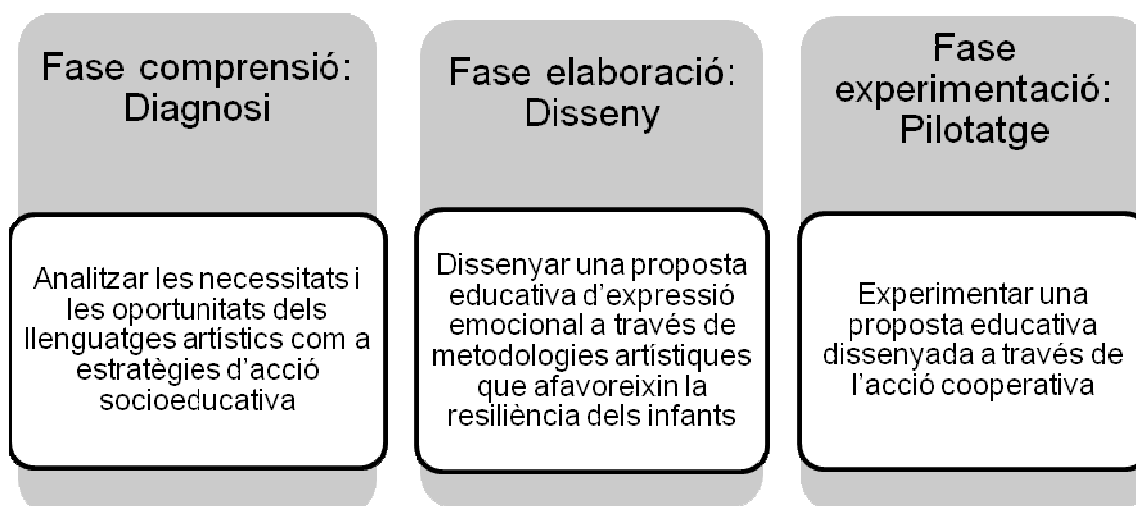 Fase comprensió:
Diagnosi
Analitzar les necessitats i
les oportunitats dels
llenguatges artístics com a
estratègies d’acció
socioeducativa
Fase elaboració:
Disseny
Dissenyar una proposta
educativa d’expressió
emocional a través de
metodologies artístiques
que afavoreixin la
resiliència dels infants
Fase
experimentació:
Pilotatge
Experimentar una
proposta educativa
dissenyada a través de
l’acció cooperativa